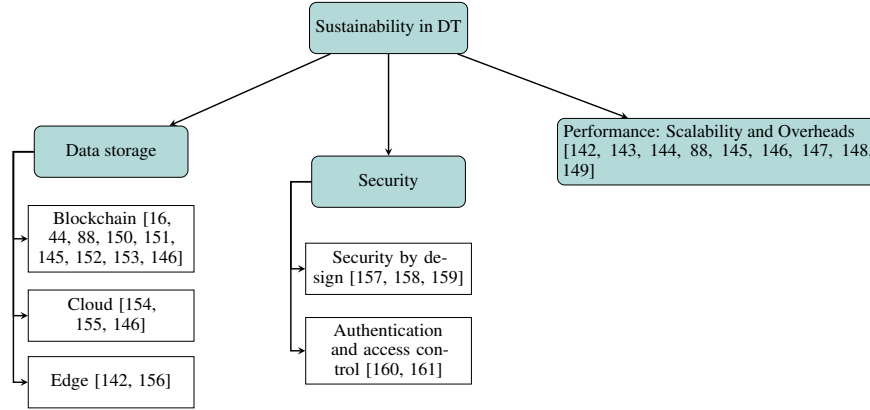 Sustainability in DT
Data storage
Blockchain [16,
44, 88, 150, 151,
145, 152, 153, 146]
Cloud [154,
155, 146]
Edge [142, 156]
Security
Security by de-
sign [157, 158, 159]
Authentication
and access con-
trol [160, 161]
Performance: Scalability and Overheads
[142, 143, 144, 88, 145, 146, 147, 148,
149]